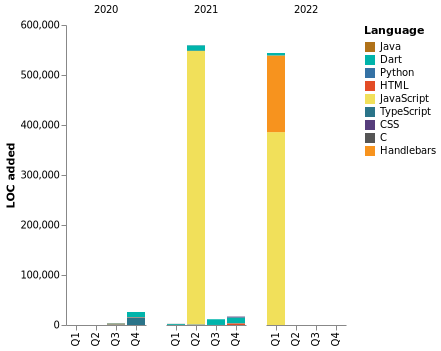 2020 2021 2022
LOC added
600,000
500,000
400,000
300,000
200,000
100,000
0
Q1 Q2 Q3 Q4 Q1 Q2 Q3 Q4 Q1 Q2 Q3 Q4
Language
Java
Dart
Python
HTML
JavaScript
TypeScript
CSS
C
Handlebars